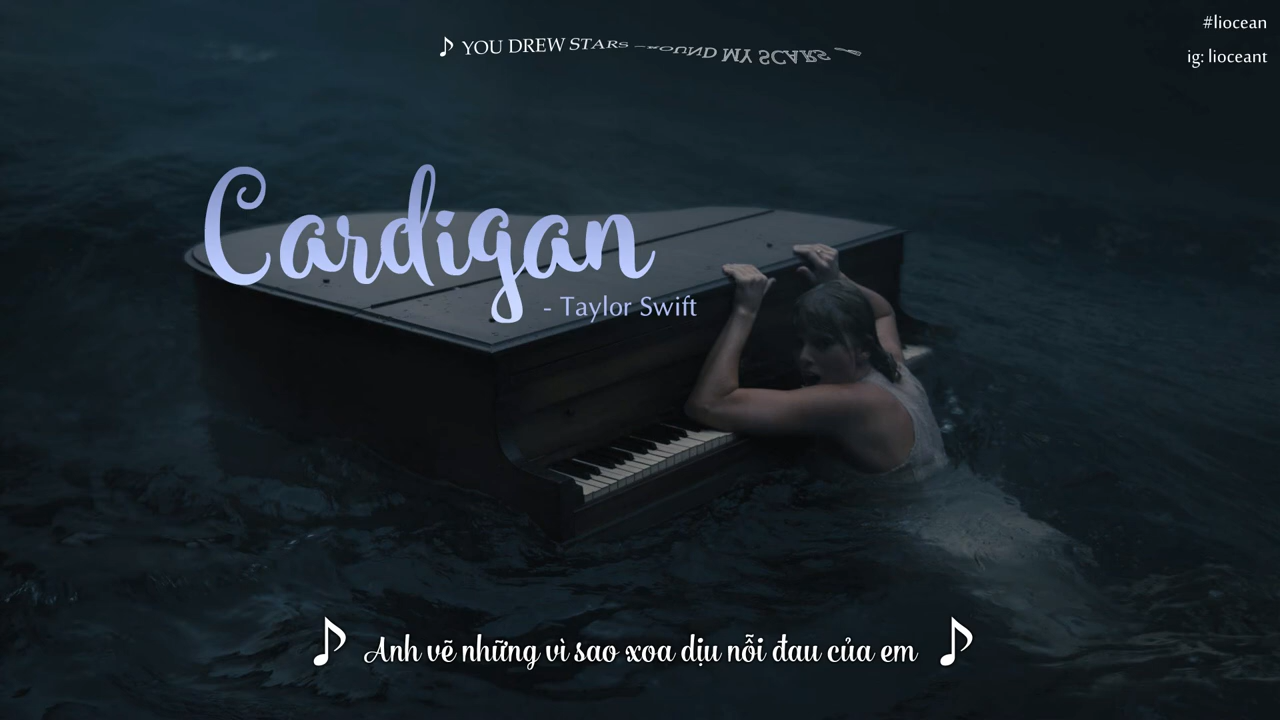 #liocean
♪ YOU DREW STARS ROUND MY SCARS ♪
ig: lioceant
Cardigan
- Taylor Swift
♪ Anh vẽ những vì sao xoa dịu nỗi đau của em ♪